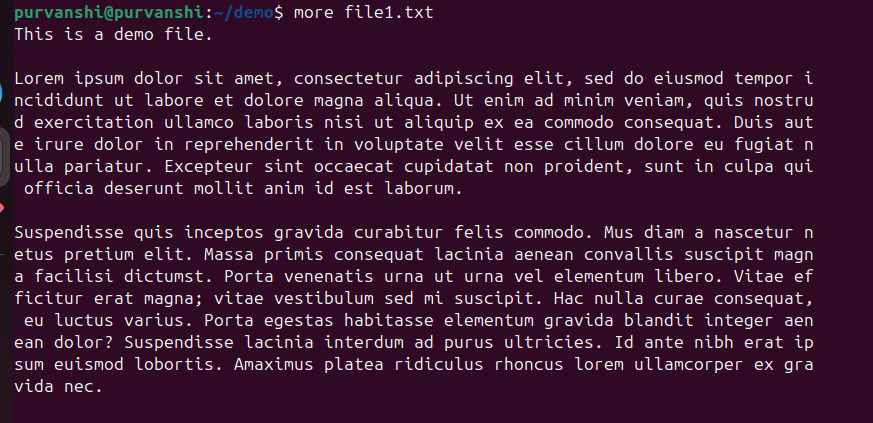 purvanshi@purvanshi:~/demo$ more file1.txt
This is a demo file.
Lorem ipsum dolor sit amet, consectetur adipiscing elit, sed do eiusmod tempor i
ncididunt ut labore et dolore magna aliqua. Ut enim ad minim veniam, quis nostru
d exercitation ullamco laboris nisi ut aliquip ex ea commodo consequat. Duis aut
e irure dolor in reprehenderit in voluptate velit esse cillum dolore eu fugiat n
ulla pariatur. Excepteur sint occaecat cupidatat non proident, sunt in culpa qui
 officia deserunt mollit anim id est laborum.
Suspendisse quis inceptos gravida curabitur felis commodo. Mus diam a nascetur n
etus pretium elit. Massa primis consequat lacinia aenean convallis suscipit magn
a facilisi dictumst. Porta venenatis urna ut urna vel elementum libero. Vitae ef
ficitur erat magna; vitae vestibulum sed mi suscipit. Hac nulla curae consequat,
 eu luctus varius. Porta egestas habitasse elementum gravida blandit integer aen
ean dolor? Suspendisse lacinia interdum ad purus ultricies. Id ante nibh erat ip
sum euismod lobortis. Amaximus platea ridiculus rhoncus lorem ullamcorper ex gra
vida nec.